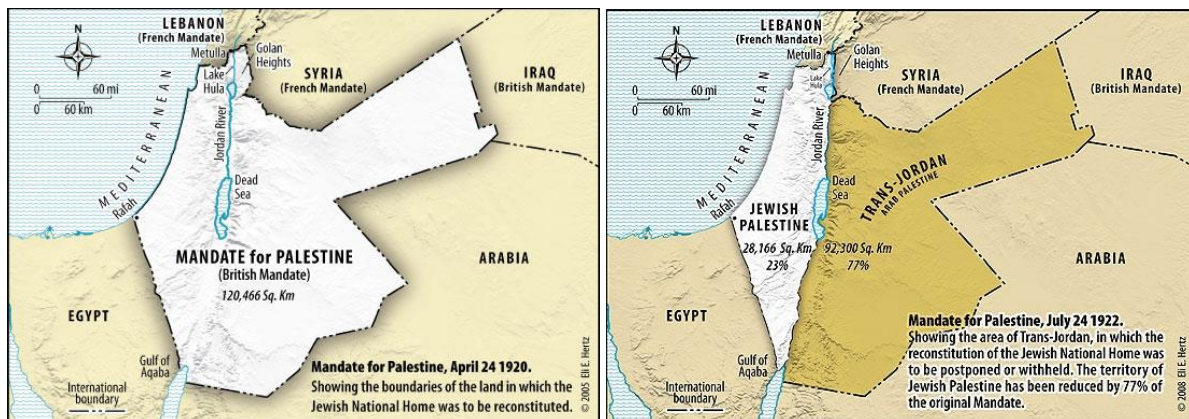 N
LEBANON
(French Mandate)
Metulla
Golan
Heights
Lake
Hula
SYRIA
(French Mandate)
IRAQ
(British Mandate)
0 60 mi
0 60 km
MEDITERRANEAN
Jordan River
Rafah
Dead
Sea
MANDATE for PALESTINE
(British Mandate)
120,466 Sq. Km
ARABIA
EGYPT
Gulf of
Aqaba
International
boundary
Mandate for Palestine, April 24 1920.
Showing the boundaries of the land in which the
Jewish National Home was to be reconstituted.
© 2005 Eli E. Hertz
N
LEBANON
(French Mandate)
Metulla
Golan
Heights
Lake
Hula
SYRIA
(French Mandate)
IRAQ
(British Mandate)
0 60 mi
0 60 km
MEDITERRANEAN
Jordan River
Rafah
Dead
Sea
TRANS-JORDAN
ARAB PALESTINE
JEWISH
PALESTINE
28,166 Sq. Km
23%
92,300 Sq. Km
77%
ARABIA
EGYPT
Gulf of
Aqaba
International
boundary
Mandate for Palestine, July 24 1922.
Showing the area of Trans-Jordan, in which the
reconstitution of the Jewish National Home was
to be postponed or withheld. The territory of
Jewish Palestine has been reduced by 77% of
the original Mandate.
© 2008 Eli E. Hertz